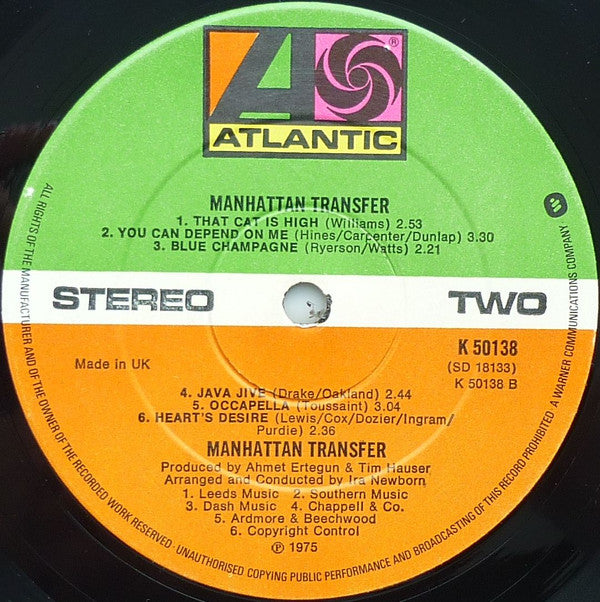 A
®
ATLANTIC
MANHATTAN TRANSFER
1. THAT CAT IS HIGH (Williams) 2.53
2. YOU CAN DEPEND ON ME (Hines/Carpenter/Dunlap) 3.30
3. BLUE CHAMPAGNE (Ryerson/Watts) 2.21
STEREO
TWO
K 50138
(SD 18133)
K 50138 B
Made in UK
4. JAVA JIVE (Drake/Oakland) 2.44
5. OCCAPELLA (Toussaint) 3.04
6. HEART'S DESIRE (Lewis/Cox/Dozier/Ingram/
Purdie) 2.36
MANHATTAN TRANSFER
Produced by Ahmet Ertegun & Tim Hauser
Arranged and Conducted by Ira Newborn
1. Leeds Music 2. Southern Music
3. Dash Music 4. Chappell & Co.
5. Ardmore & Beechwood
6. Copyright Control
℗ 1975
ALL RIGHTS OF THE MANUFACTURER AND OF THE OWNER OF THE RECORDED WORK RESERVED · UNAUTHORISED COPYING PUBLIC PERFORMANCE AND BROADCASTING OF THIS RECORD PROHIBITED A WARNER COMMUNICATIONS COMPANY